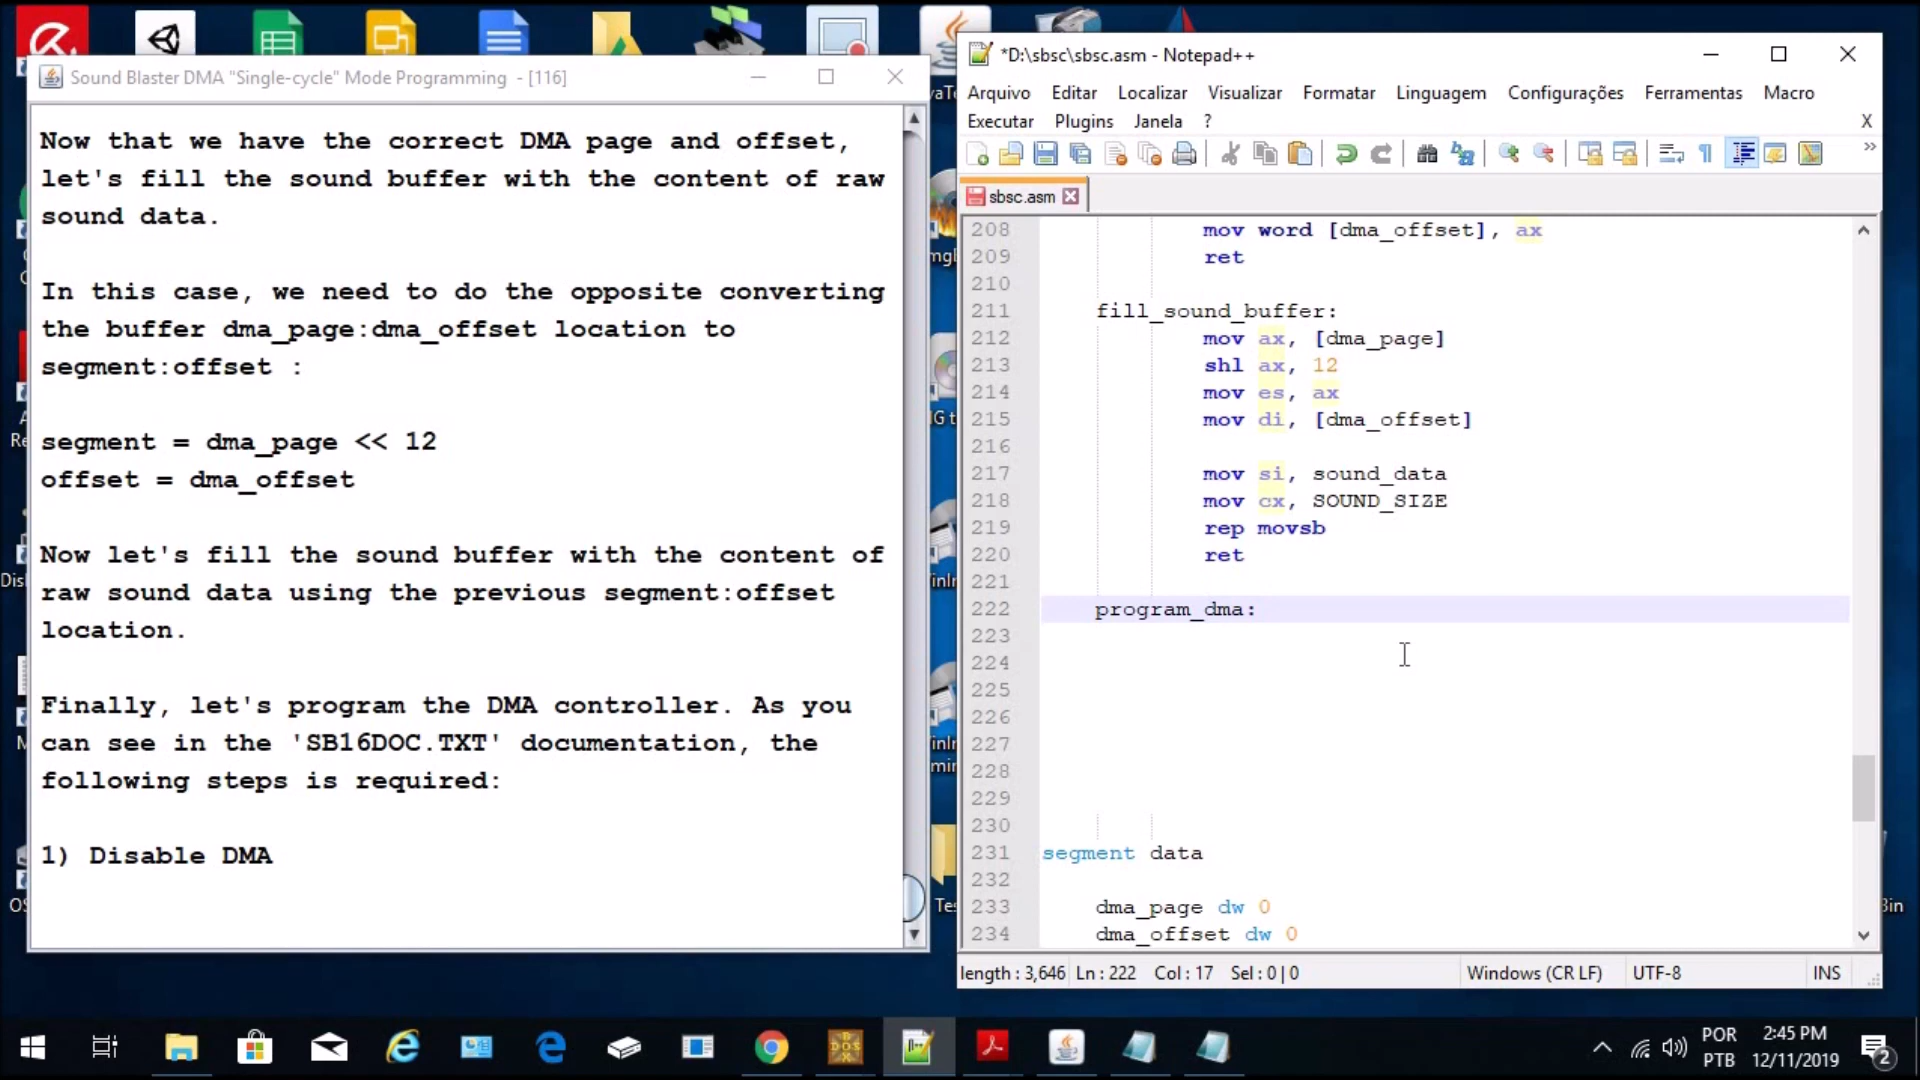 Sound Blaster DMA "Single-cycle" Mode Programming - [116]
Now that we have the correct DMA page and offset,
let's fill the sound buffer with the content of raw
sound data.
In this case, we need to do the opposite converting
the buffer dma_page:dma_offset location to
segment:offset :
segment = dma_page << 12
offset = dma_offset
Now let's fill the sound buffer with the content of
raw sound data using the previous segment:offset
location.
Finally, let's program the DMA controller. As you
can see in the 'SB16DOC.TXT' documentation, the
following steps is required:
1) Disable DMA
*D:\sbsc\sbsc.asm - Notepad++
Arquivo Editar Localizar Visualizar Formatar Linguagem Configurações Ferramentas Macro
Executar Plugins Janela ? X
sbsc.asm
208 mov word [dma_offset], ax
209 ret
210
211 fill_sound_buffer:
212 mov ax, [dma_page]
213 shl ax, 12
214 mov es, ax
215 mov di, [dma_offset]
216
217 mov si, sound_data
218 mov cx, SOUND_SIZE
219 rep movsb
220 ret
221
222 program_dma:
223
224
225
226
227
228
229
230
231 segment data
232
233 dma_page dw 0
234 dma_offset dw 0
length : 3,646 Ln : 222 Col : 17 Sel : 0 | 0 Windows (CR LF) UTF-8 INS
POR
PTB
2:45 PM
12/11/2019
2